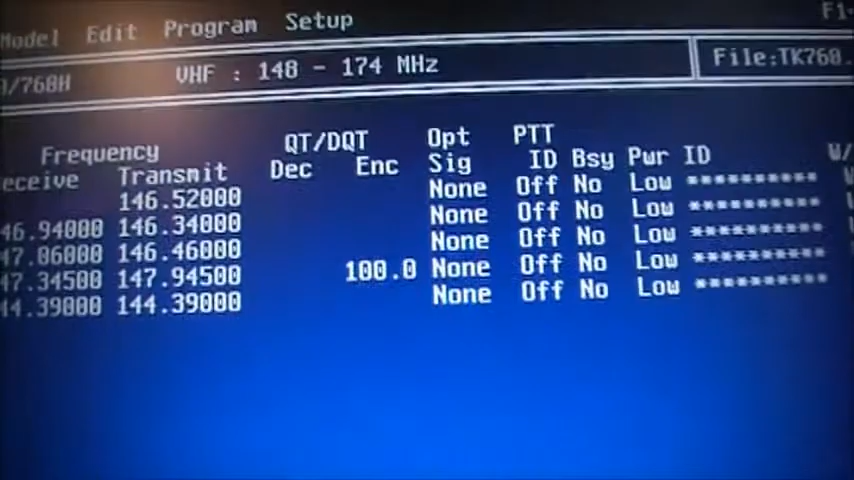 Model Edit Program Setup F1-
0/768H VHF : 148 - 174 MHz File:TK760.
Frequency QT/DQT Opt PTT
eceive Transmit Dec Enc Sig ID Bsy Pwr ID W/
146.52000 None Off No Low **********
46.94000 146.34000 None Off No Low **********
47.06000 146.46000 None Off No Low **********
47.34500 147.94500 100.0 None Off No Low **********
44.39000 144.39000 None Off No Low **********